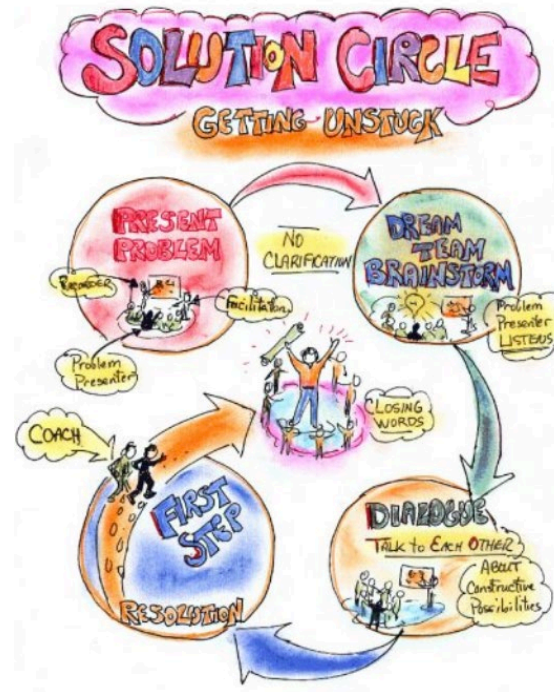 SOLUTION CIRCLE
GETTING UNSTUCK
PRESENT
PROBLEM
RECORDER
Facilitator
Problem
Presenter
NO
CLARIFICATION
DREAM
TEAM
BRAINSTORM
Problem
Presenter
LISTENS
CLOSING
WORDS
COACH
FIRST
STEP
RESOLUTION
DIALOGUE
TALK to EACH OTHER
ABOUT
Constructive
Possibilities